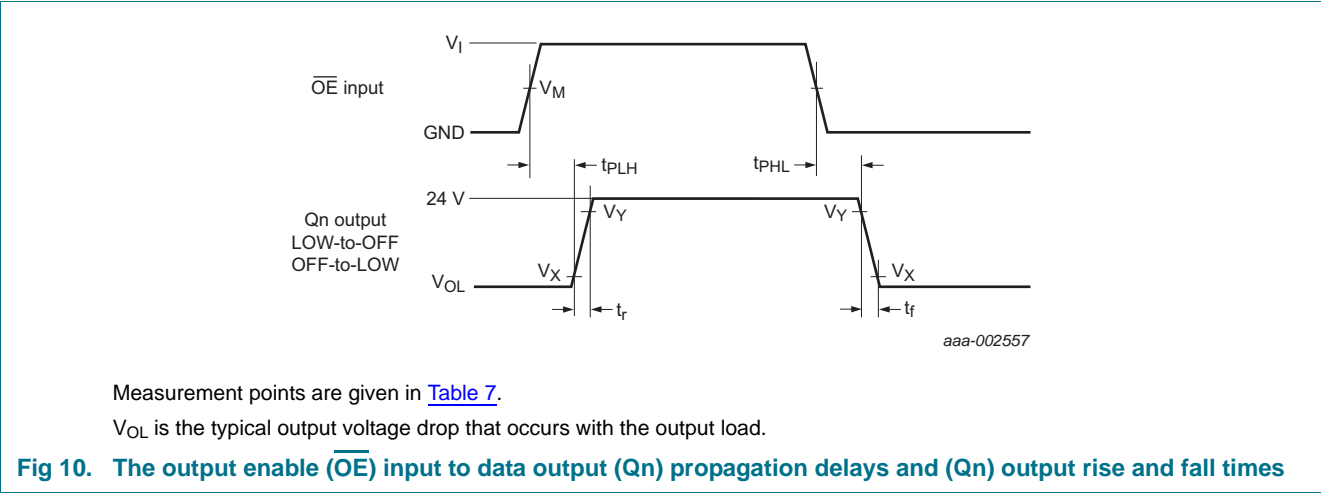 VI
OE input
VM
GND
tPLH
tPHL
24 V
Qn output
LOW-to-OFF
OFF-to-LOW
VY
VY
VX
VX
VOL
tr
tf
aaa-002557
Measurement points are given in Table 7.
VOL is the typical output voltage drop that occurs with the output load.
Fig 10. The output enable (OE) input to data output (Qn) propagation delays and (Qn) output rise and fall times